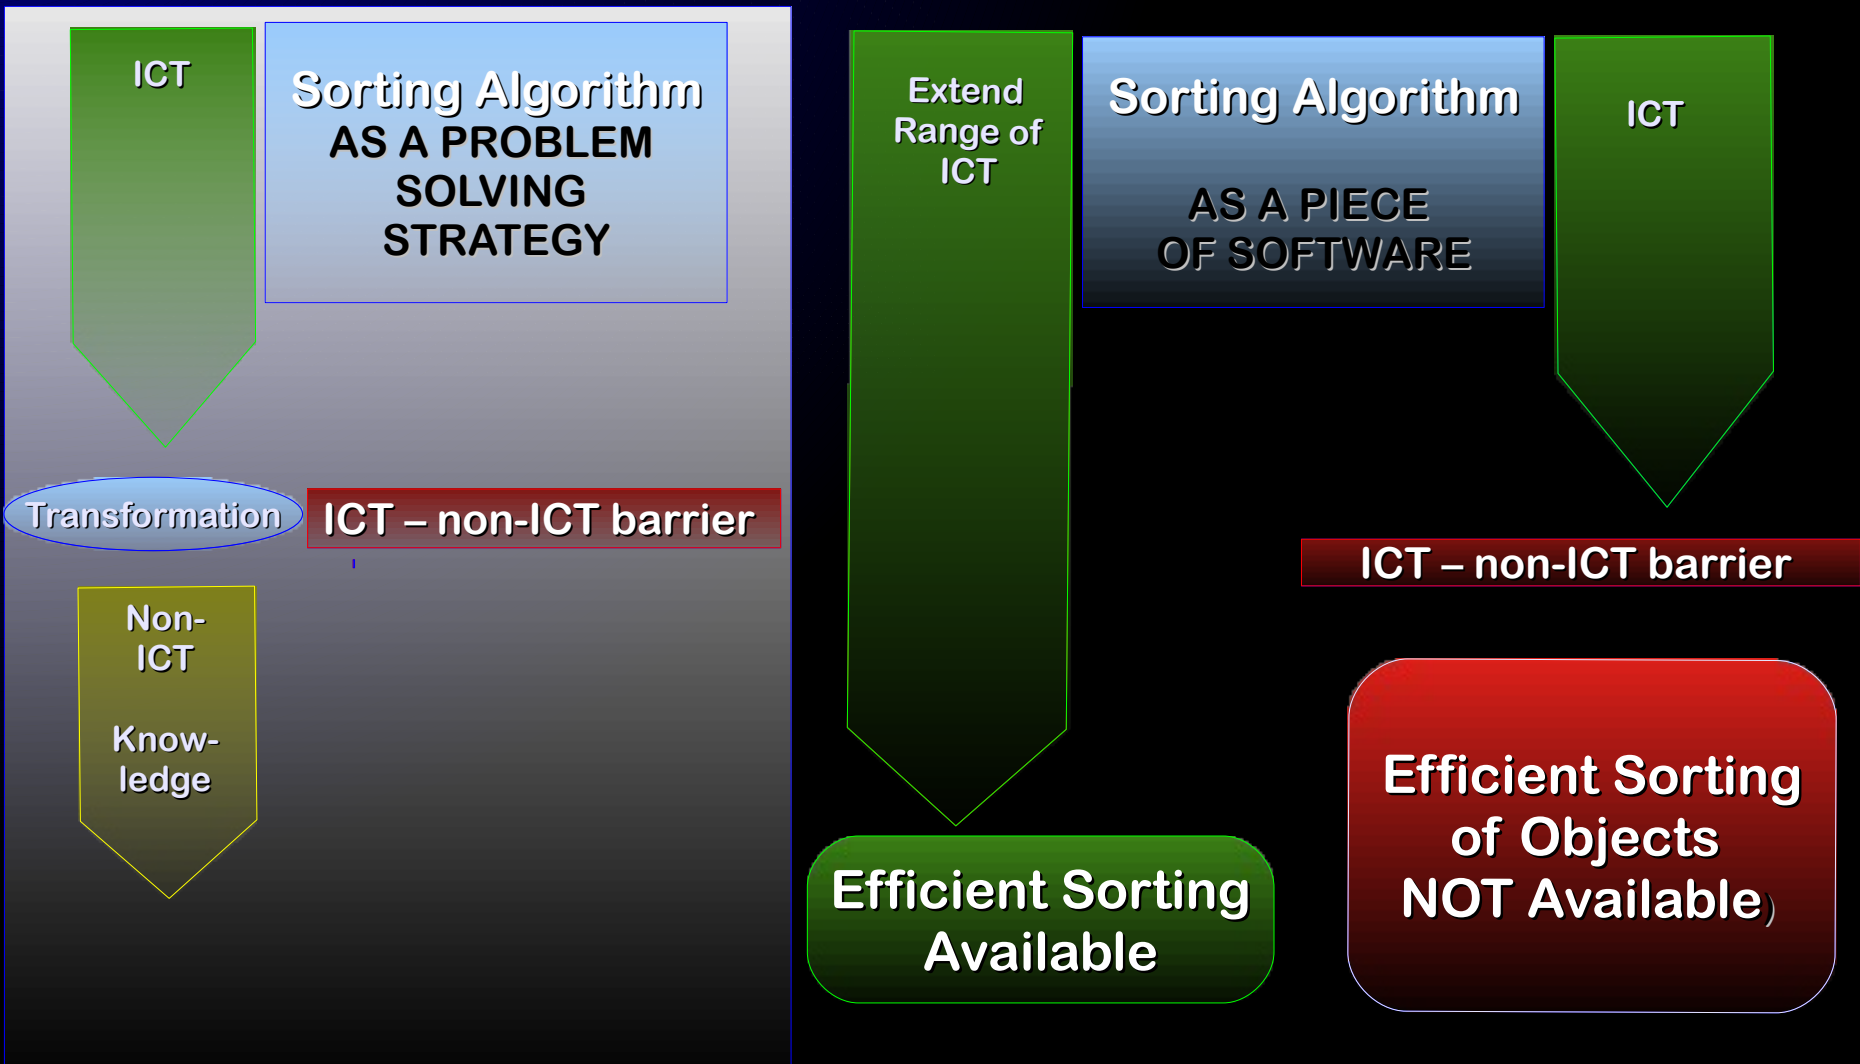 ICT
Sorting Algorithm
AS A PROBLEM
SOLVING
STRATEGY
Transformation
ICT – non-ICT barrier
Non-
ICT
Know-
ledge
Extend
Range of
ICT
Sorting Algorithm
AS A PIECE
OF SOFTWARE
ICT
ICT – non-ICT barrier
Efficient Sorting
Available
Efficient Sorting
of Objects
NOT Available)